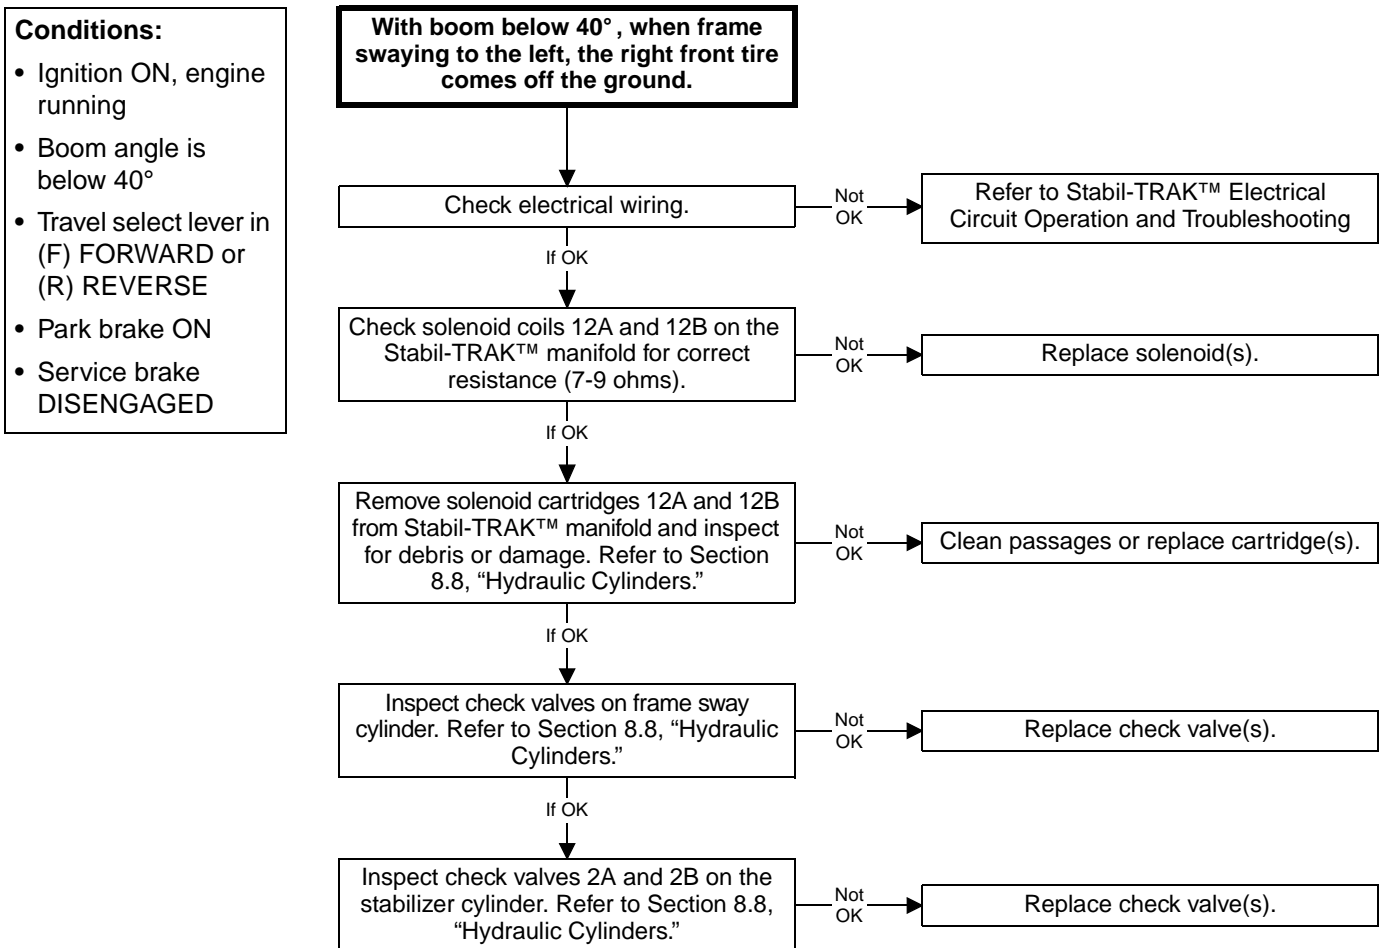 Conditions:
• Ignition ON, engine
running
• Boom angle is
below 40°
• Travel select lever in
(F) FORWARD or
(R) REVERSE
• Park brake ON
• Service brake
DISENGAGED
With boom below 40° , when frame
swaying to the left, the right front tire
comes off the ground.
Check electrical wiring.
Not
OK
Refer to Stabil-TRAK™ Electrical
Circuit Operation and Troubleshooting
If OK
Check solenoid coils 12A and 12B on the
Stabil-TRAK™ manifold for correct
resistance (7-9 ohms).
Not
OK
Replace solenoid(s).
If OK
Remove solenoid cartridges 12A and 12B
from Stabil-TRAK™ manifold and inspect
for debris or damage. Refer to Section
8.8, “Hydraulic Cylinders.”
Not
OK
Clean passages or replace cartridge(s).
If OK
Inspect check valves on frame sway
cylinder. Refer to Section 8.8, “Hydraulic
Cylinders.”
Not
OK
Replace check valve(s).
If OK
Inspect check valves 2A and 2B on the
stabilizer cylinder. Refer to Section 8.8,
“Hydraulic Cylinders.”
Not
OK
Replace check valve(s).